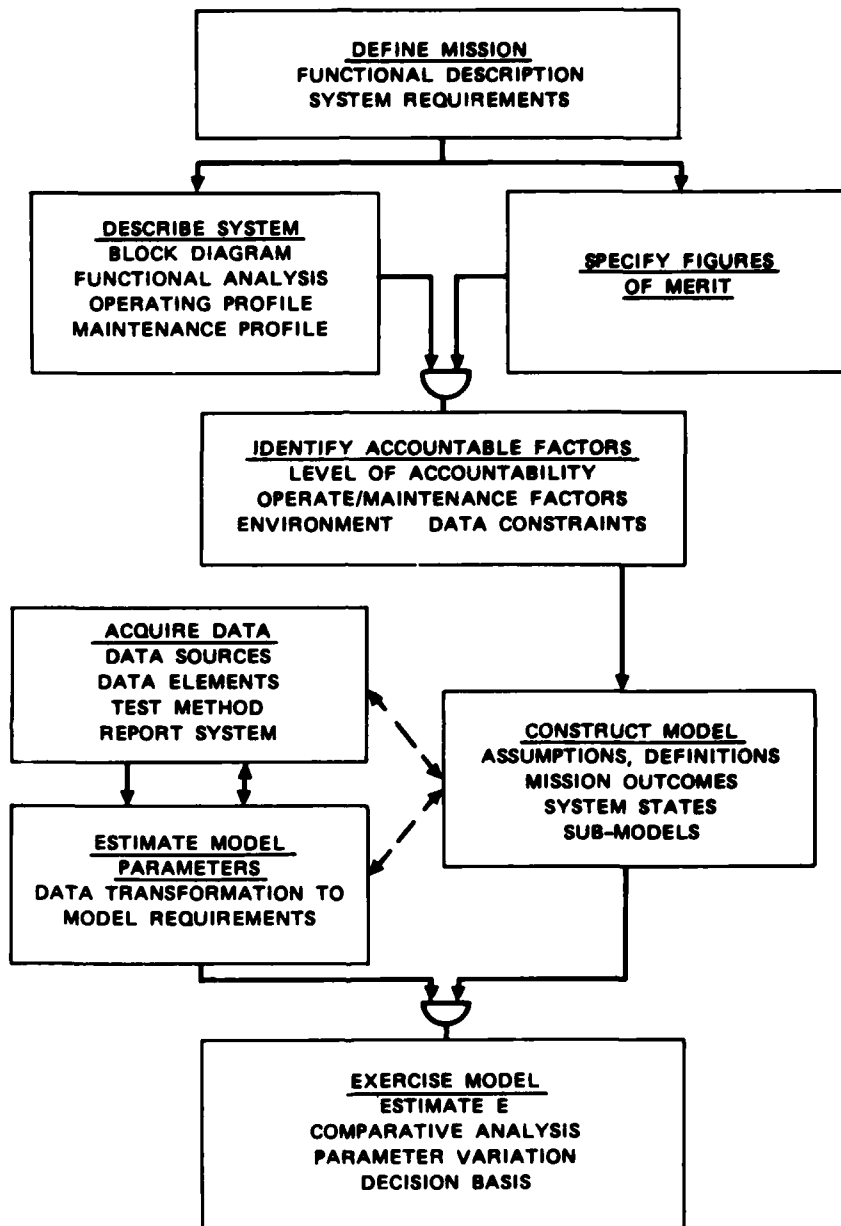 DEFINE MISSION
FUNCTIONAL DESCRIPTION
SYSTEM REQUIREMENTS
DESCRIBE SYSTEM
BLOCK DIAGRAM
FUNCTIONAL ANALYSIS
OPERATING PROFILE
MAINTENANCE PROFILE
SPECIFY FIGURES
OF MERIT
IDENTIFY ACCOUNTABLE FACTORS
LEVEL OF ACCOUNTABILITY
OPERATE/MAINTENANCE FACTORS
ENVIRONMENT DATA CONSTRAINTS
ACQUIRE DATA
DATA SOURCES
DATA ELEMENTS
TEST METHOD
REPORT SYSTEM
CONSTRUCT MODEL
ASSUMPTIONS, DEFINITIONS
MISSION OUTCOMES
SYSTEM STATES
SUB-MODELS
ESTIMATE MODEL
PARAMETERS
DATA TRANSFORMATION TO
MODEL REQUIREMENTS
EXERCISE MODEL
ESTIMATE E
COMPARATIVE ANALYSIS
PARAMETER VARIATION
DECISION BASIS